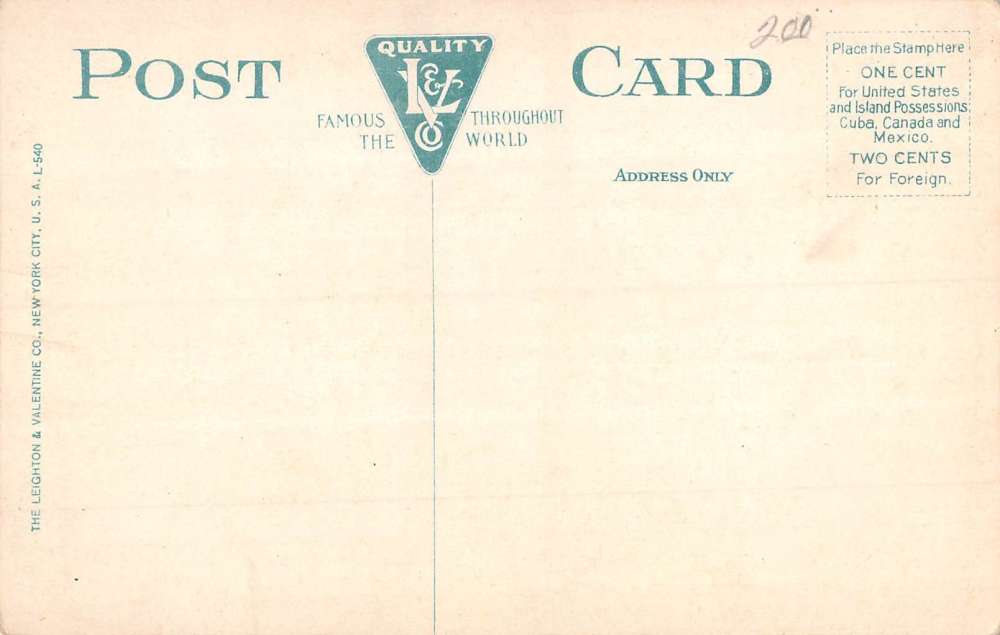 POST CARD
200
QUALITY
L&V
CO
FAMOUS THROUGHOUT
THE WORLD
ADDRESS ONLY
Place the Stamp Here
ONE CENT
For United States
and Island Possessions,
Cuba, Canada and
Mexico.
TWO CENTS
For Foreign.
THE LEIGHTON & VALENTINE CO., NEW YORK CITY, U. S. A. L-540